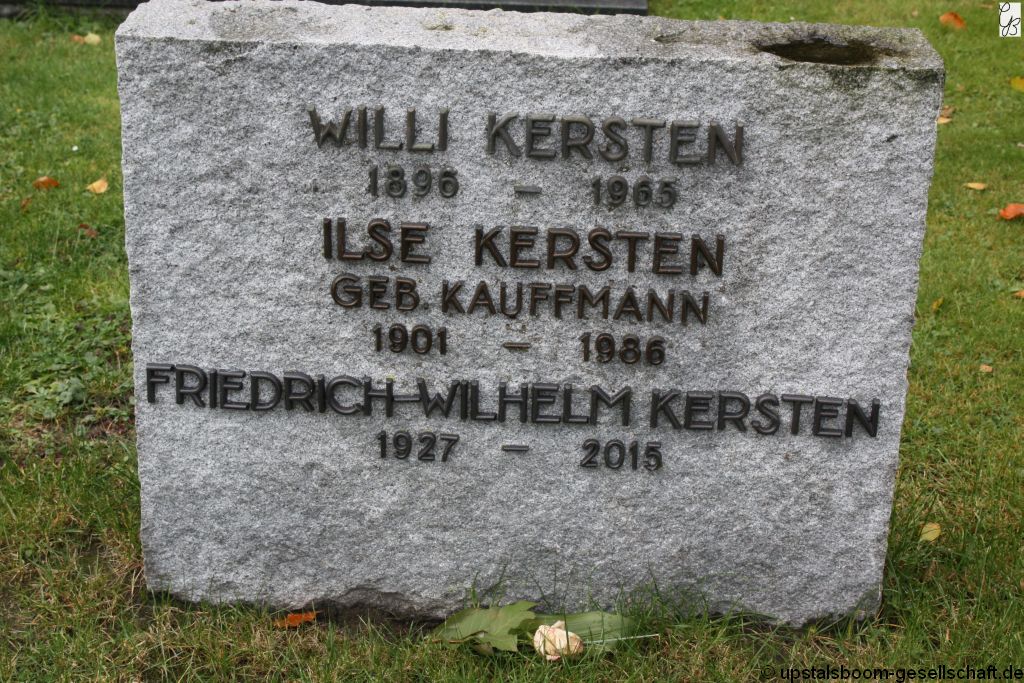 WILLI KERSTEN
1896 – 1965
ILSE KERSTEN
GEB. KAUFFMANN
1901 – 1986
FRIEDRICH-WILHELM KERSTEN
1927 – 2015
© upstalsboom-gesellschaft.de